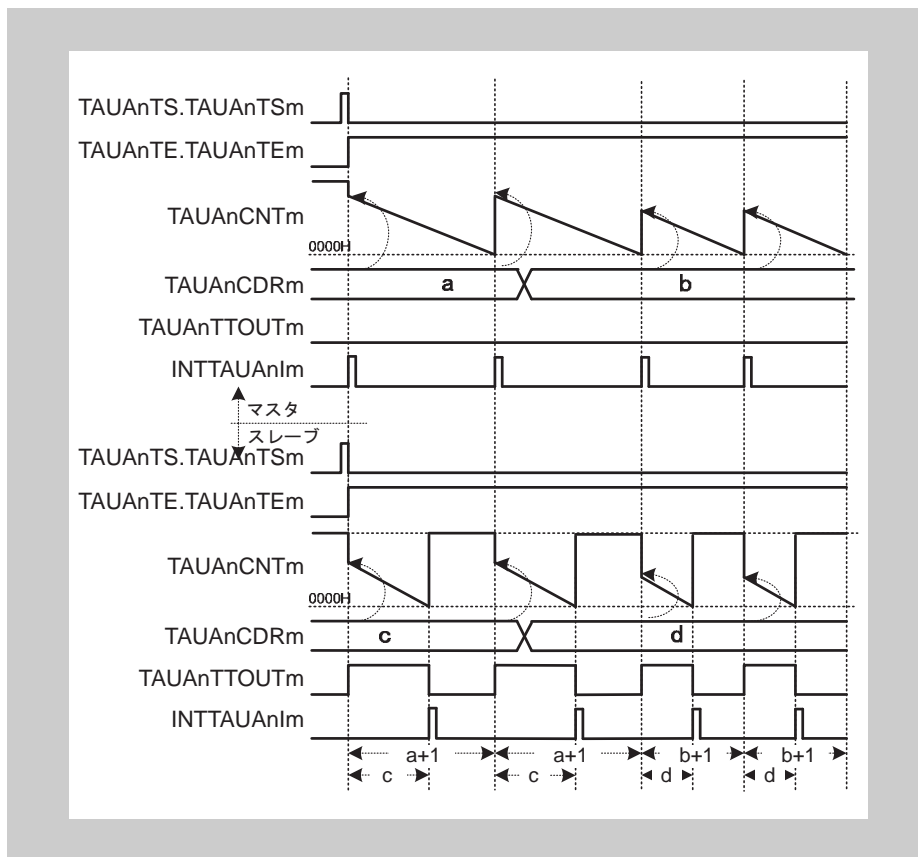 TAUAnTS.TAUAnTSm
TAUAnTE.TAUAnTEm
TAUAnCNTm
0000H
TAUAnCDRm
a
b
TAUAnTTOUTm
INTTAUAnIm
マスタ
スレーブ
TAUAnTS.TAUAnTSm
TAUAnTE.TAUAnTEm
TAUAnCNTm
0000H
TAUAnCDRm
c
d
TAUAnTTOUTm
INTTAUAnIm
a+1 a+1 b+1 b+1
c c d d